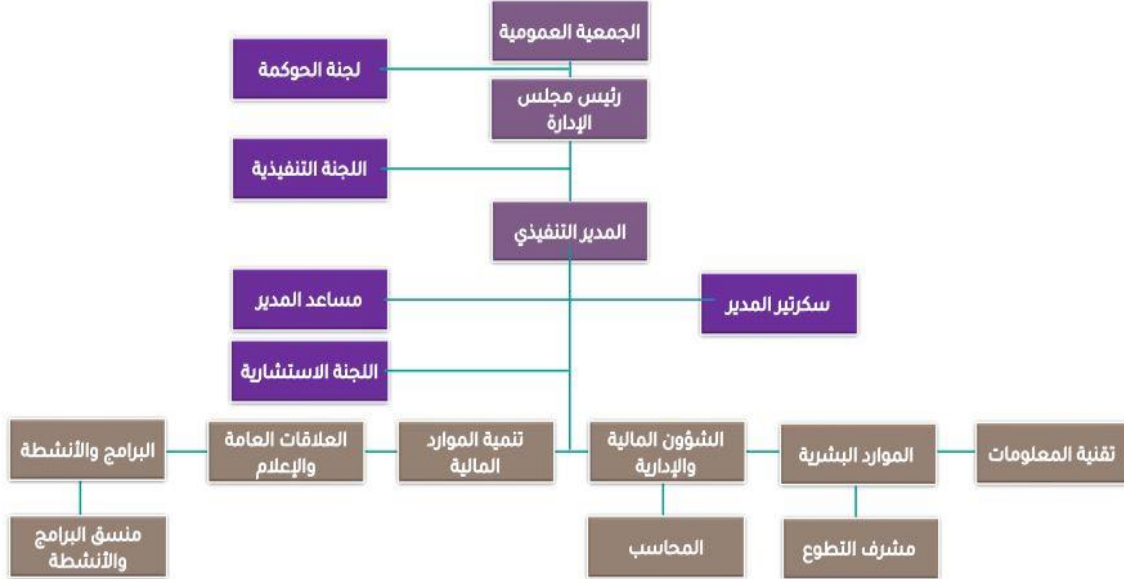 الجمعية العمومية
لجنة الحوكمة
رئيس مجلس
الإدارة
اللجنة التنفيذية
المدير التنفيذي
سكرتير المدير
مساعد المدير
اللجنة الاستشارية
تقنية المعلومات
الموارد البشرية
الشؤون المالية
والإدارية
تنمية الموارد
المالية
العلاقات العامة
والإعلام
البرامج والأنشطة
مشرف التطوع
المحاسب
منسق البرامج
والأنشطة